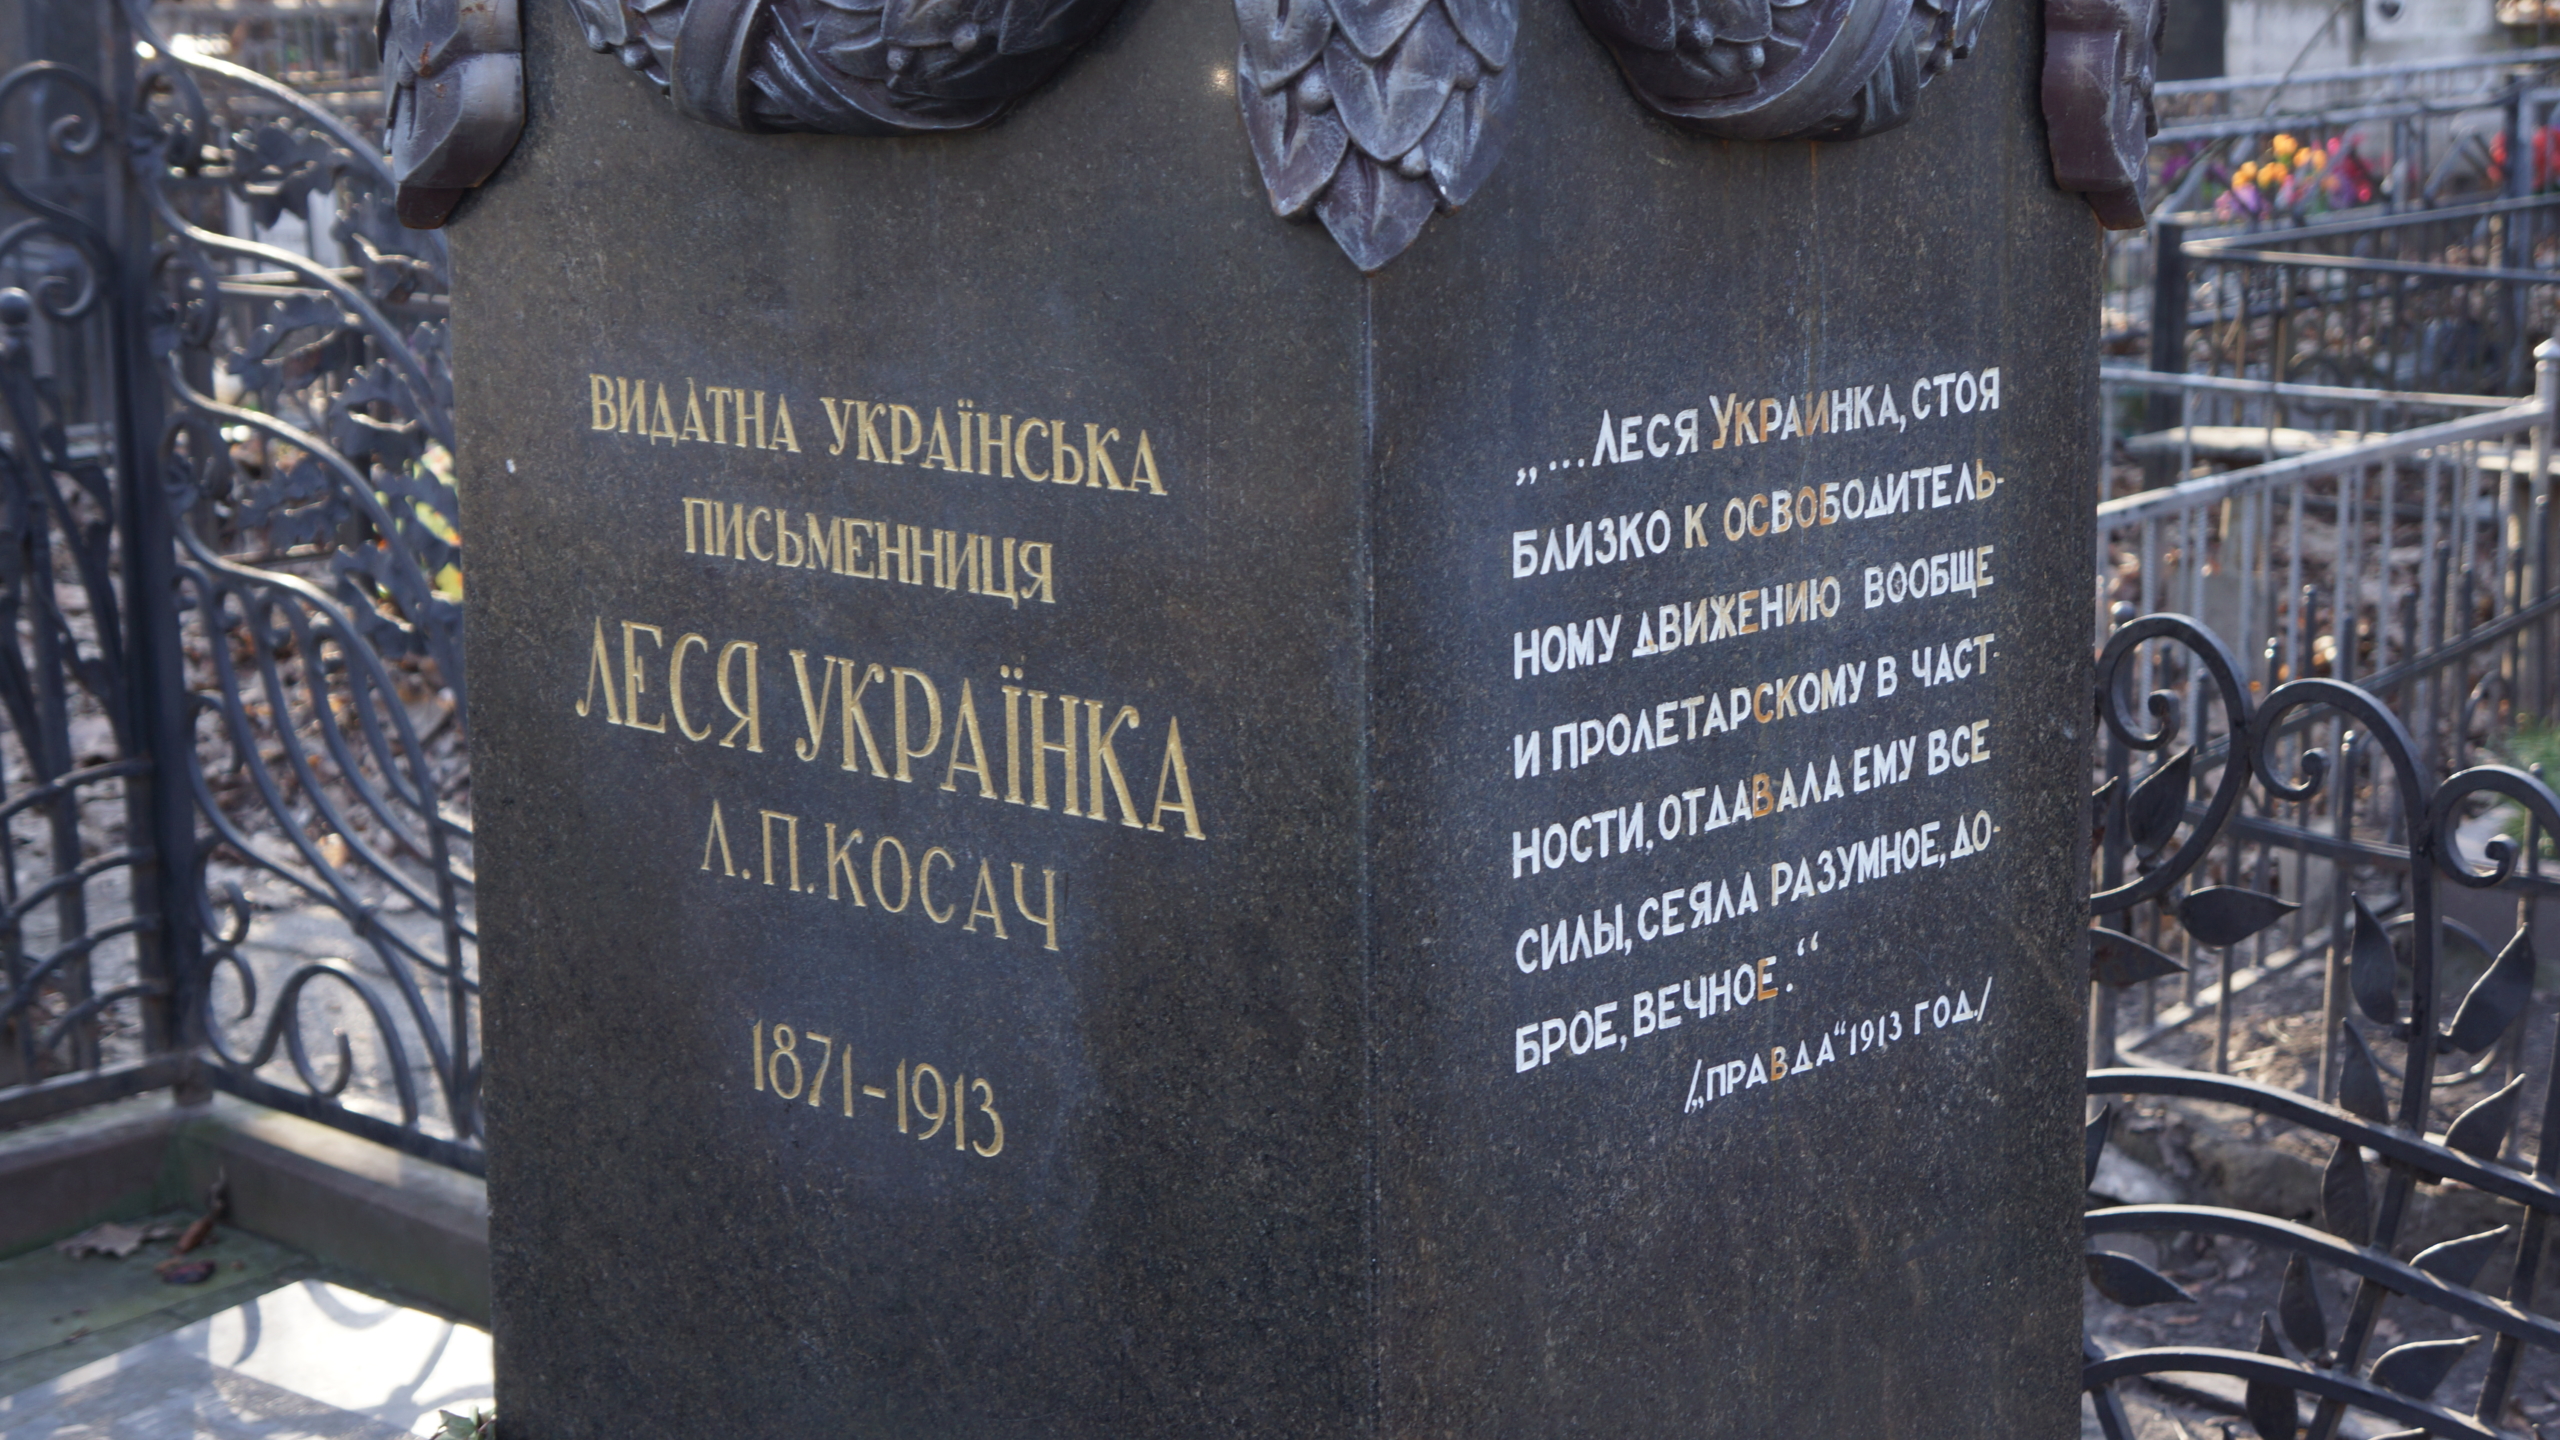 ВИДАТНА УКРАЇНСЬКА
ПИСЬМЕННИЦЯ
ЛЕСЯ УКРАЇНКА
Л.П.КОСАЧ
1871-1913
„...ЛЕСЯ УКРАИНКА, СТОЯ
БЛИЗКО К ОСВОБОДИТЕЛЬ-
НОМУ ДВИЖЕНИЮ ВООБЩЕ
И ПРОЛЕТАРСКОМУ В ЧАСТ-
НОСТИ, ОТДАВАЛА ЕМУ ВСЕ
СИЛЫ, СЕЯЛА РАЗУМНОЕ, ДО-
БРОЕ, ВЕЧНОЕ.“
/„ПРАВДА“ 1913 ГОД./